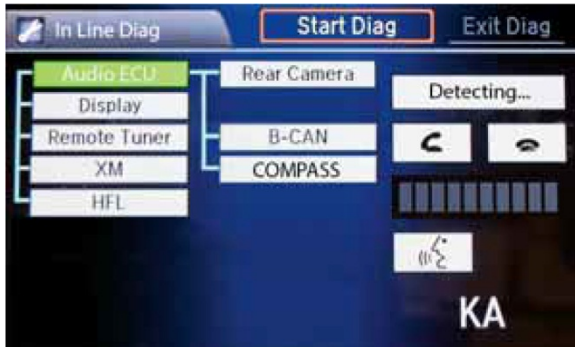 In Line Diag
Start Diag
Exit Diag
Audio ECU
Rear Camera
Detecting...
Display
Remote Tuner
B-CAN
XM
COMPASS
HFL
KA